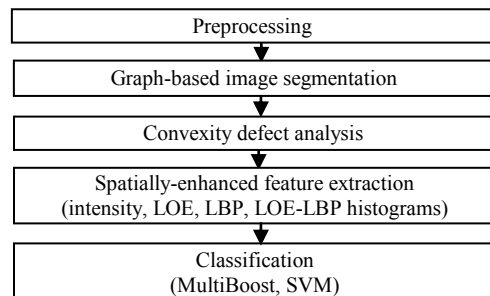 Preprocessing
Graph-based image segmentation
Convexity defect analysis
Spatially-enhanced feature extraction
(intensity, LOE, LBP, LOE-LBP histograms)
Classification
(MultiBoost, SVM)